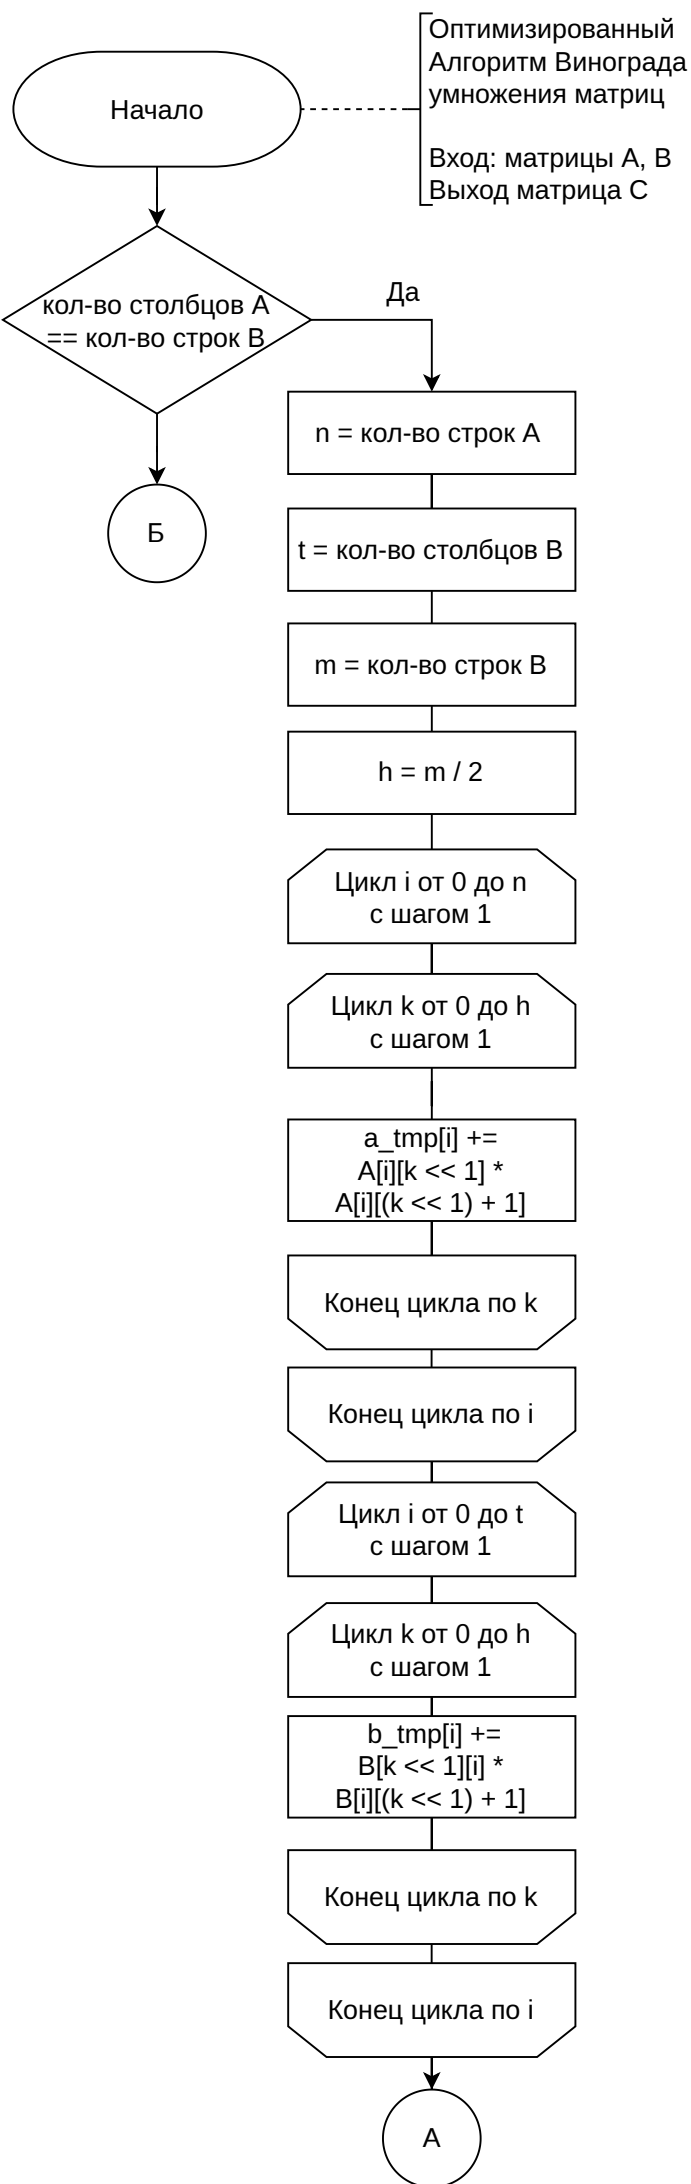 Оптимизированный
Алгоритм Винограда
умножения матриц
Вход: матрицы A, B
Выход матрица C
Начало
кол-во столбцов A
== кол-во строк B
Да
n = кол-во строк A
Б
t = кол-во столбцов B
m = кол-во строк B
h = m / 2
Цикл i от 0 до n
с шагом 1
Цикл k от 0 до h
с шагом 1
a_tmp[i] +=
A[i][k << 1] *
A[i][(k << 1) + 1]
Конец цикла по k
Конец цикла по i
Цикл i от 0 до t
с шагом 1
Цикл k от 0 до h
с шагом 1
b_tmp[i] +=
B[k << 1][i] *
B[i][(k << 1) + 1]
Конец цикла по k
Конец цикла по i
А